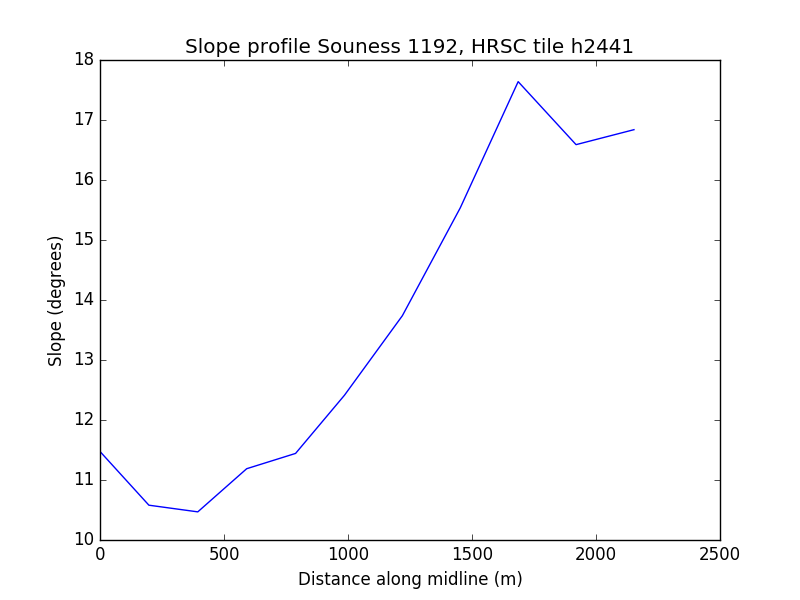 Slope profile Souness 1192, HRSC tile h2441
18
17
16
15
14
13
12
11
10
Slope (degrees)
0 500 1000 1500 2000 2500
Distance along midline (m)